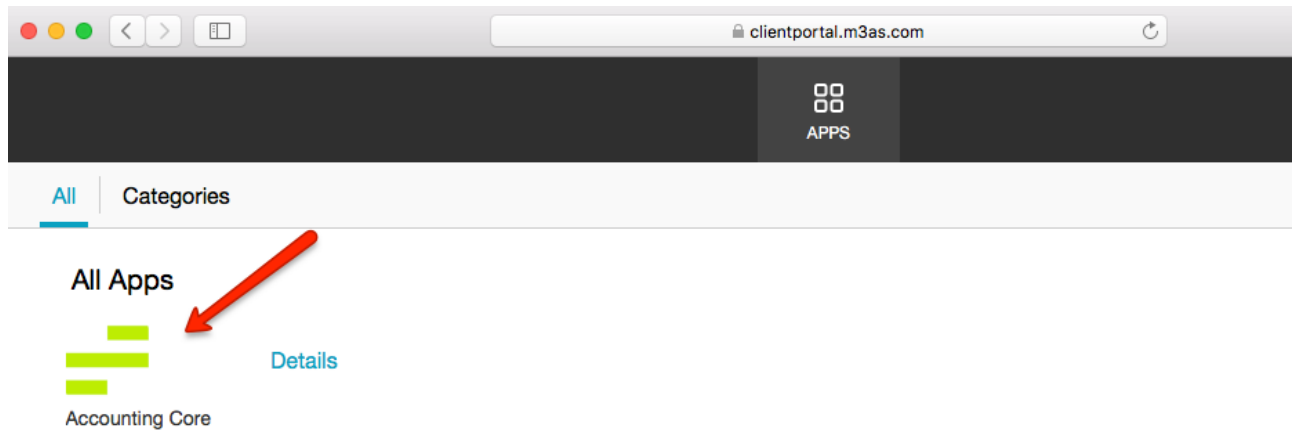 clientportal.m3as.com
APPS
All Categories
All Apps
Details
Accounting Core